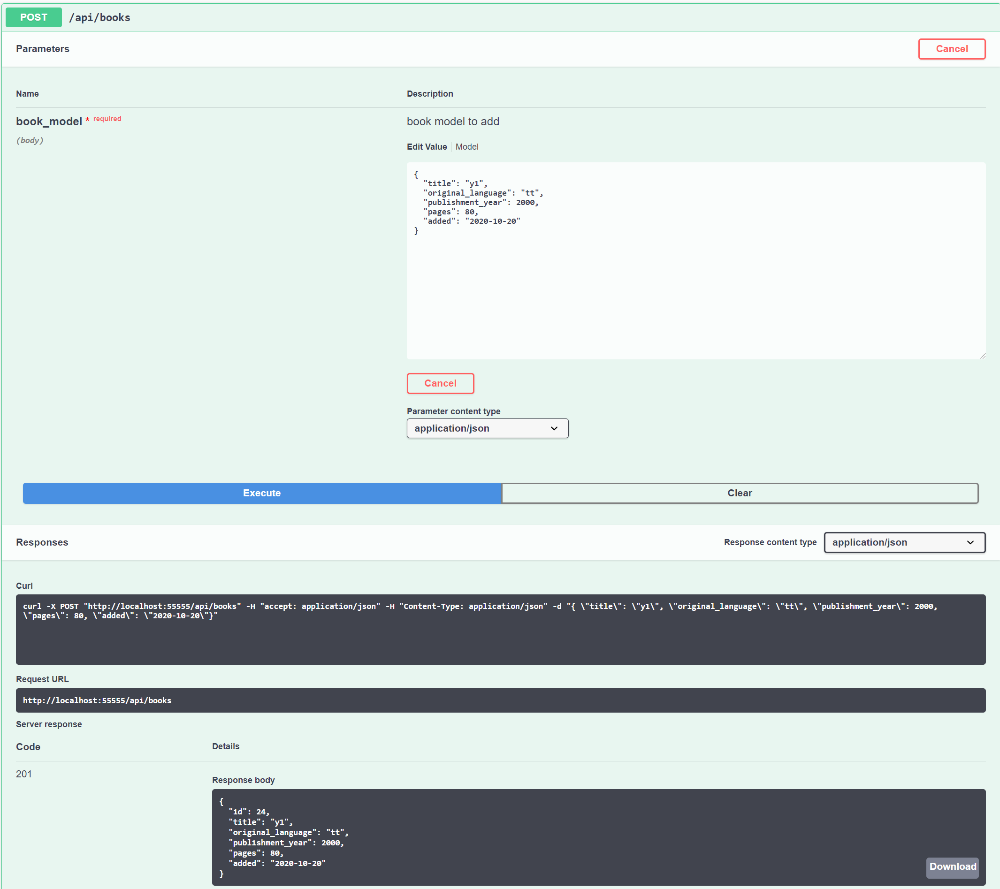 POST /api/books
Parameters Cancel
Name Description
book_model * required book model to add
(body)
Edit Value Model
{
  "title": "y1",
  "original_language": "tt",
  "publishment_year": 2000,
  "pages": 80,
  "added": "2020-10-20"
}
Cancel
Parameter content type
application/json
Execute Clear
Responses Response content type application/json
Curl
curl -X POST "http://localhost:55555/api/books" -H "accept: application/json" -H "Content-Type: application/json" -d "{ \"title\": \"y1\", \"original_language\": \"tt\", \"publishment_year\": 2000,
\"pages\": 80, \"added\": \"2020-10-20\"}"
Request URL
http://localhost:55555/api/books
Server response
Code Details
201
Response body
{
  "id": 24,
  "title": "y1",
  "original_language": "tt",
  "publishment_year": 2000,
  "pages": 80,
  "added": "2020-10-20"
}
Download